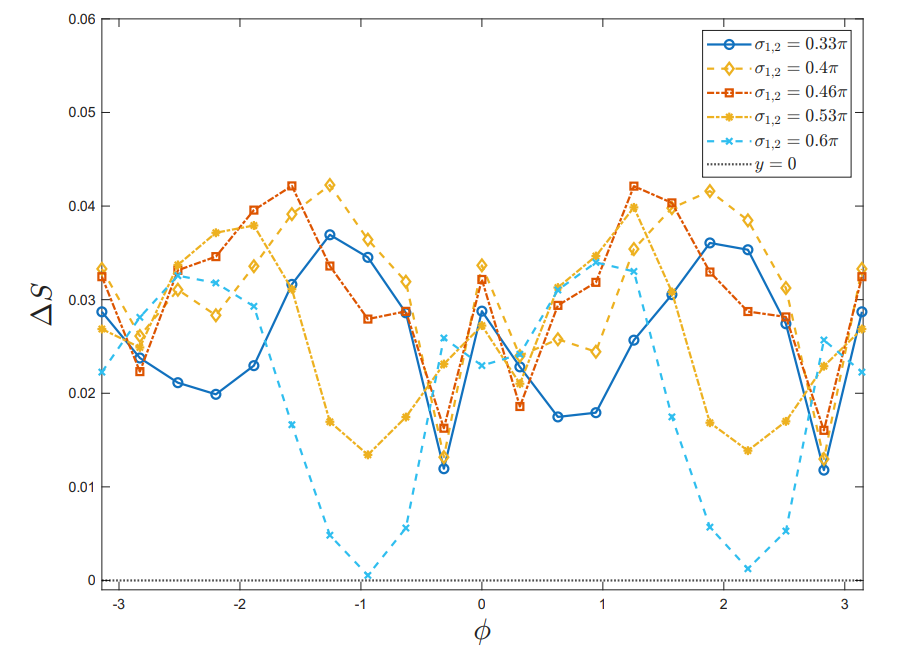 0.06
0.05
0.04
0.03
0.02
0.01
0
ΔS
-3 -2 -1 0 1 2 3
ϕ
σ1,2 = 0.33π
σ1,2 = 0.4π
σ1,2 = 0.46π
σ1,2 = 0.53π
σ1,2 = 0.6π
y = 0